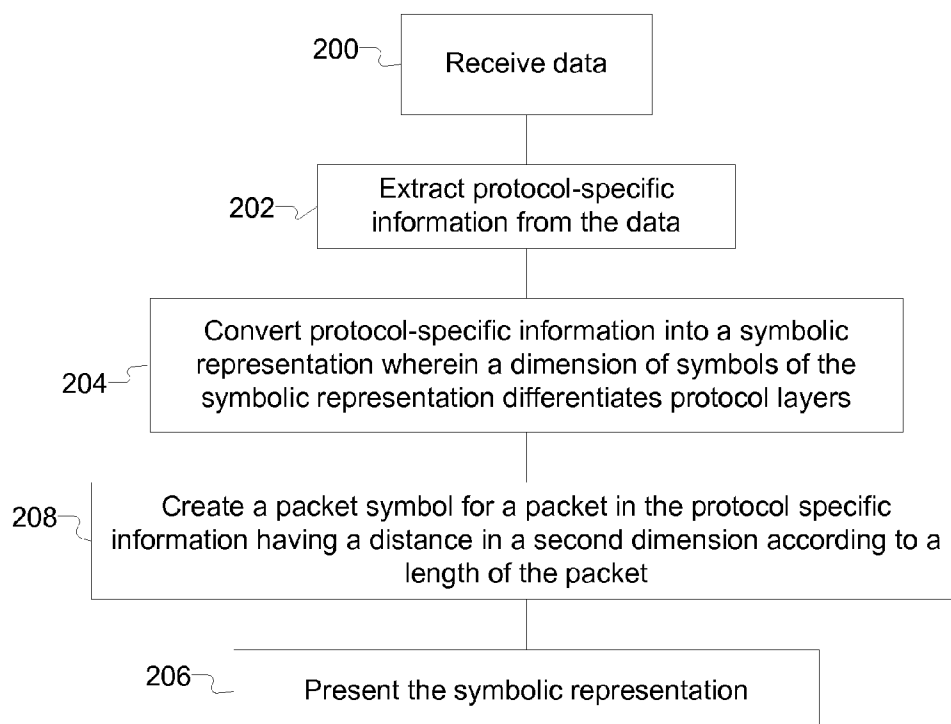 200
Receive data
202
Extract protocol-specific
information from the data
204
Convert protocol-specific information into a symbolic
representation wherein a dimension of symbols of the
symbolic representation differentiates protocol layers
208
Create a packet symbol for a packet in the protocol specific
information having a distance in a second dimension according to a
length of the packet
206
Present the symbolic representation